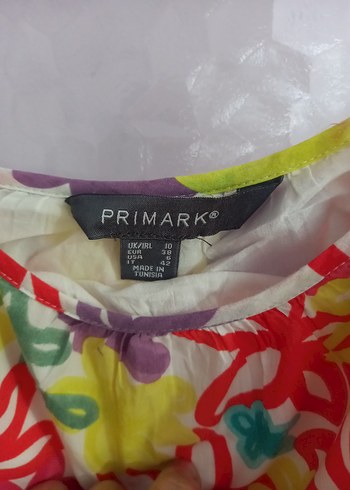 PRIMARK®
UK/IRL 10
EUR 38
USA 6
IT 42
MADE IN
TUNISIA